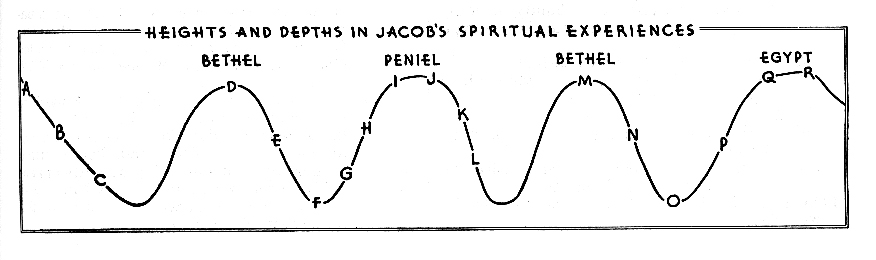 HEIGHTS AND DEPTHS IN JACOB'S SPIRITUAL EXPERIENCES
BETHEL PENIEL BETHEL EGYPT
A
B
C
D
E
F
G
H
I
J
K
L
M
N
O
P
Q
R